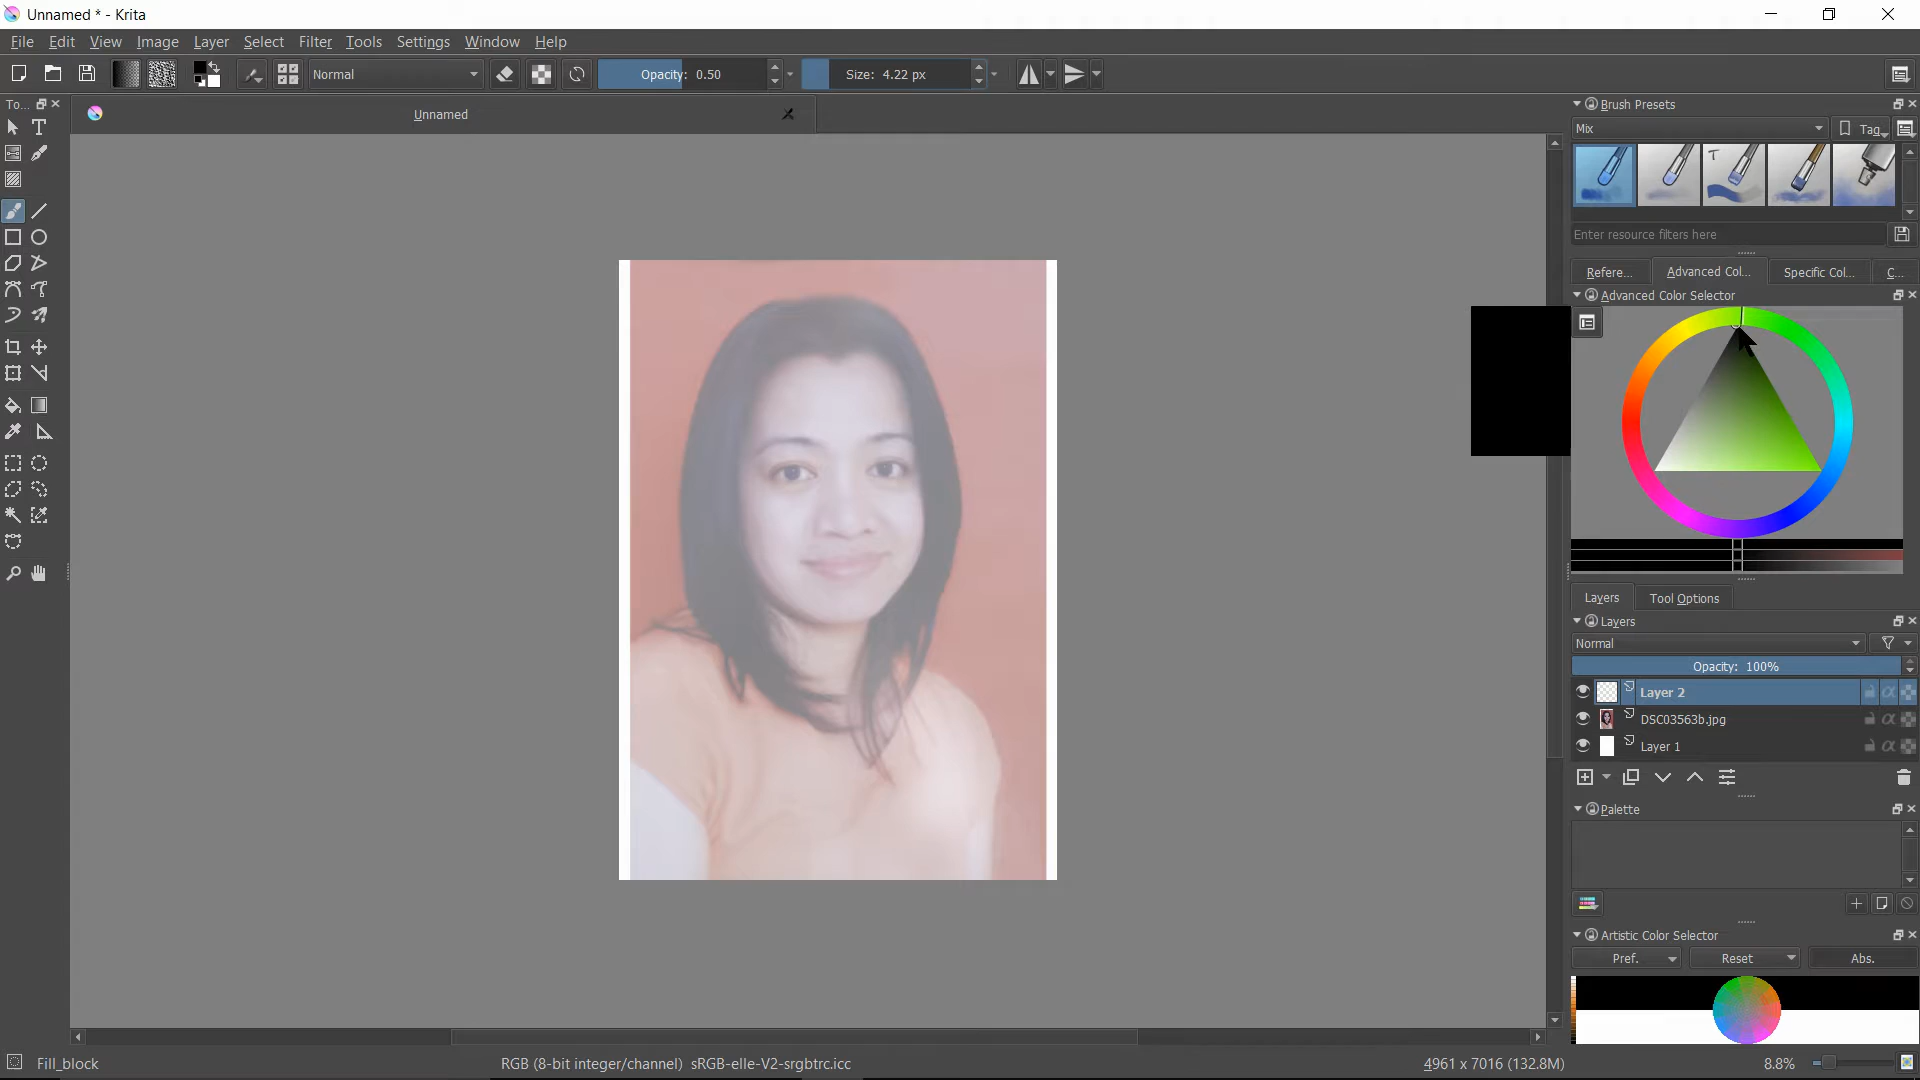 Unnamed * - Krita
File Edit View Image Layer Select Filter Tools Settings Window Help
Normal Opacity: 0.50 Size: 4.22 px
To... Unnamed Brush Presets
Mix Tag
Enter resource filters here
Refere... Advanced Col... Specific Col... C...
Advanced Color Selector
Layers Tool Options
Layers
Normal
Opacity: 100%
Layer 2
DSC03563b.jpg
Layer 1
Palette
Artistic Color Selector
Pref. Reset Abs.
Fill_block RGB (8-bit integer/channel) sRGB-elle-V2-srgbtrc.icc 4961 x 7016 (132.8M) 8.8%